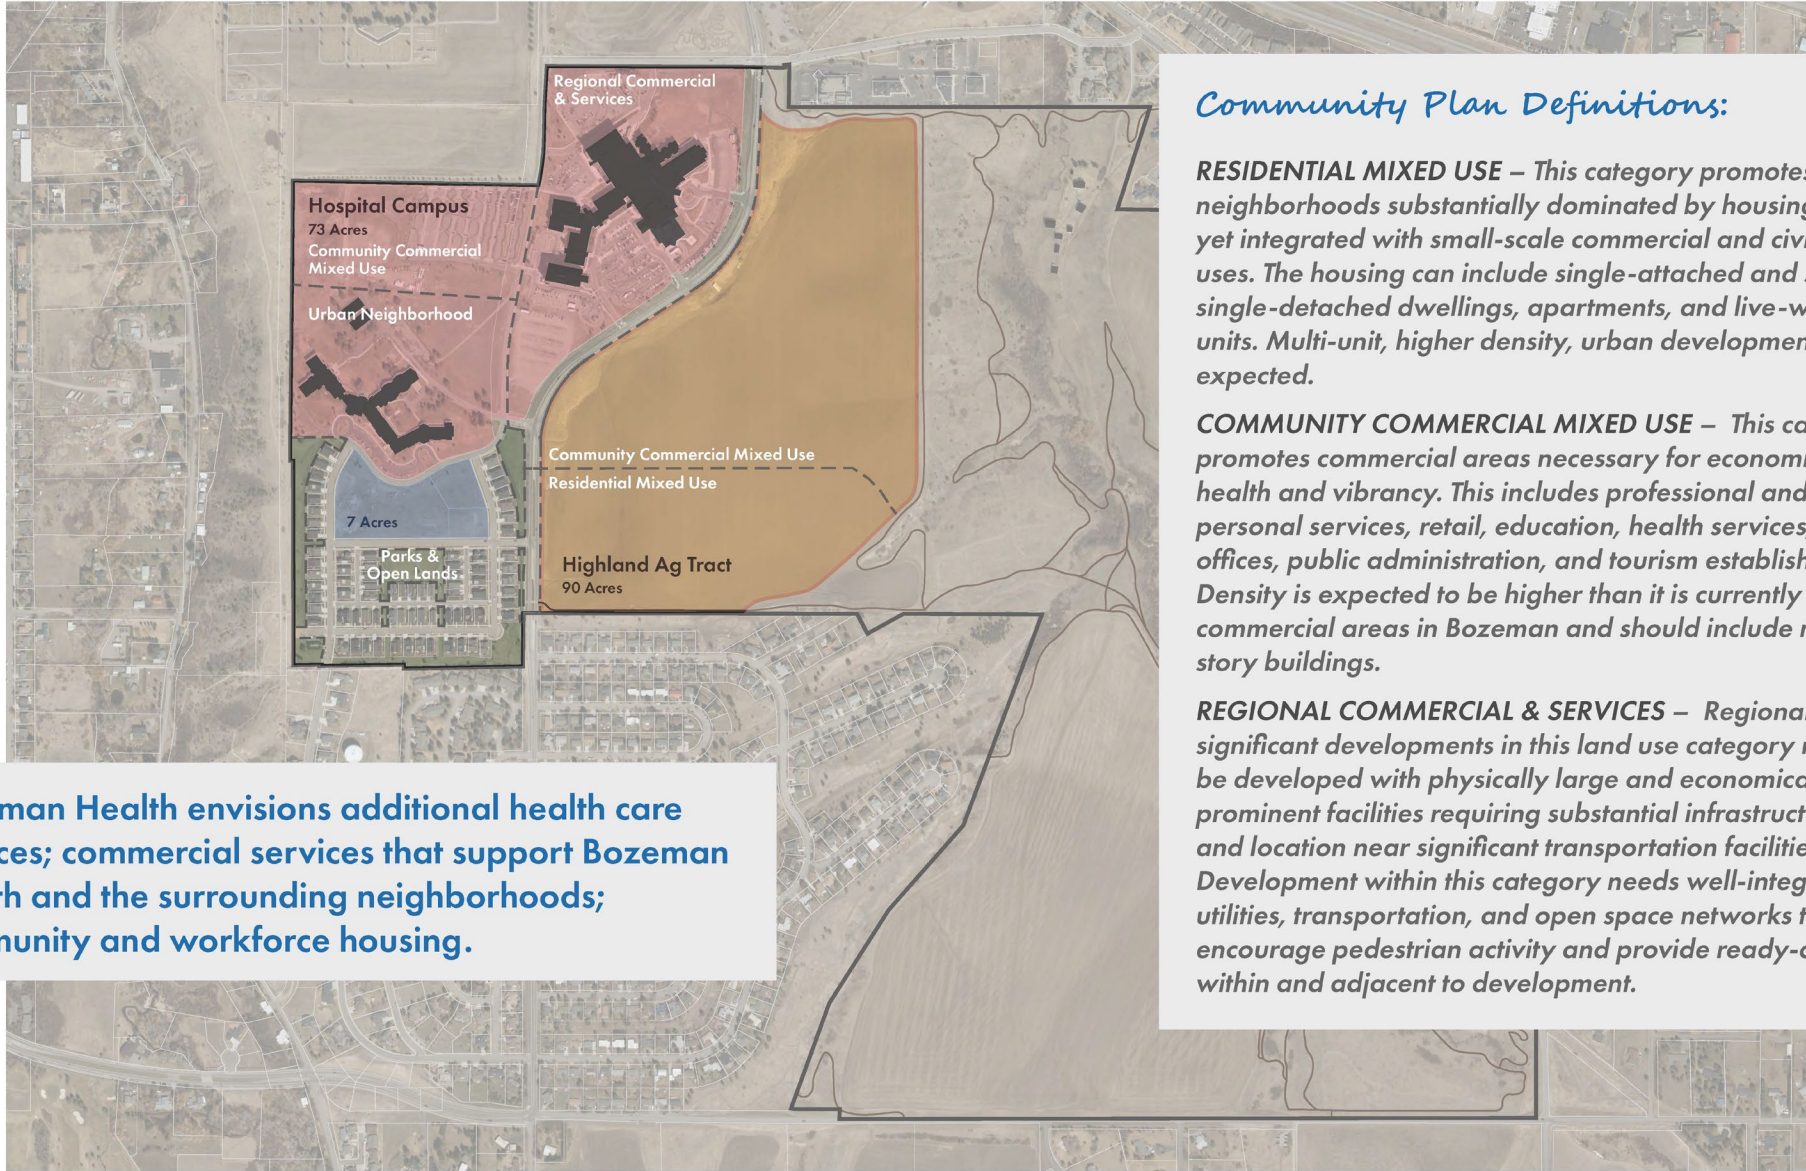 Regional Commercial
& Services
Hospital Campus
73 Acres
Community Commercial
Mixed Use
Urban Neighborhood
Community Commercial Mixed Use
Residential Mixed Use
7 Acres
Parks &
Open Lands
Highland Ag Tract
90 Acres
man Health envisions additional health care
ces; commercial services that support Bozeman
th and the surrounding neighborhoods;
munity and workforce housing.
Community Plan Definitions:
RESIDENTIAL MIXED USE – This category promotes
neighborhoods substantially dominated by housing
yet integrated with small-scale commercial and civ
uses. The housing can include single-attached and
single-detached dwellings, apartments, and live-w
units. Multi-unit, higher density, urban developmen
expected.
COMMUNITY COMMERCIAL MIXED USE – This ca
promotes commercial areas necessary for economi
health and vibrancy. This includes professional and
personal services, retail, education, health services,
offices, public administration, and tourism establish
Density is expected to be higher than it is currently
commercial areas in Bozeman and should include
story buildings.
REGIONAL COMMERCIAL & SERVICES – Regional
significant developments in this land use category
be developed with physically large and economica
prominent facilities requiring substantial infrastruct
and location near significant transportation facilitie
Development within this category needs well-integ
utilities, transportation, and open space networks t
encourage pedestrian activity and provide ready-
within and adjacent to development.